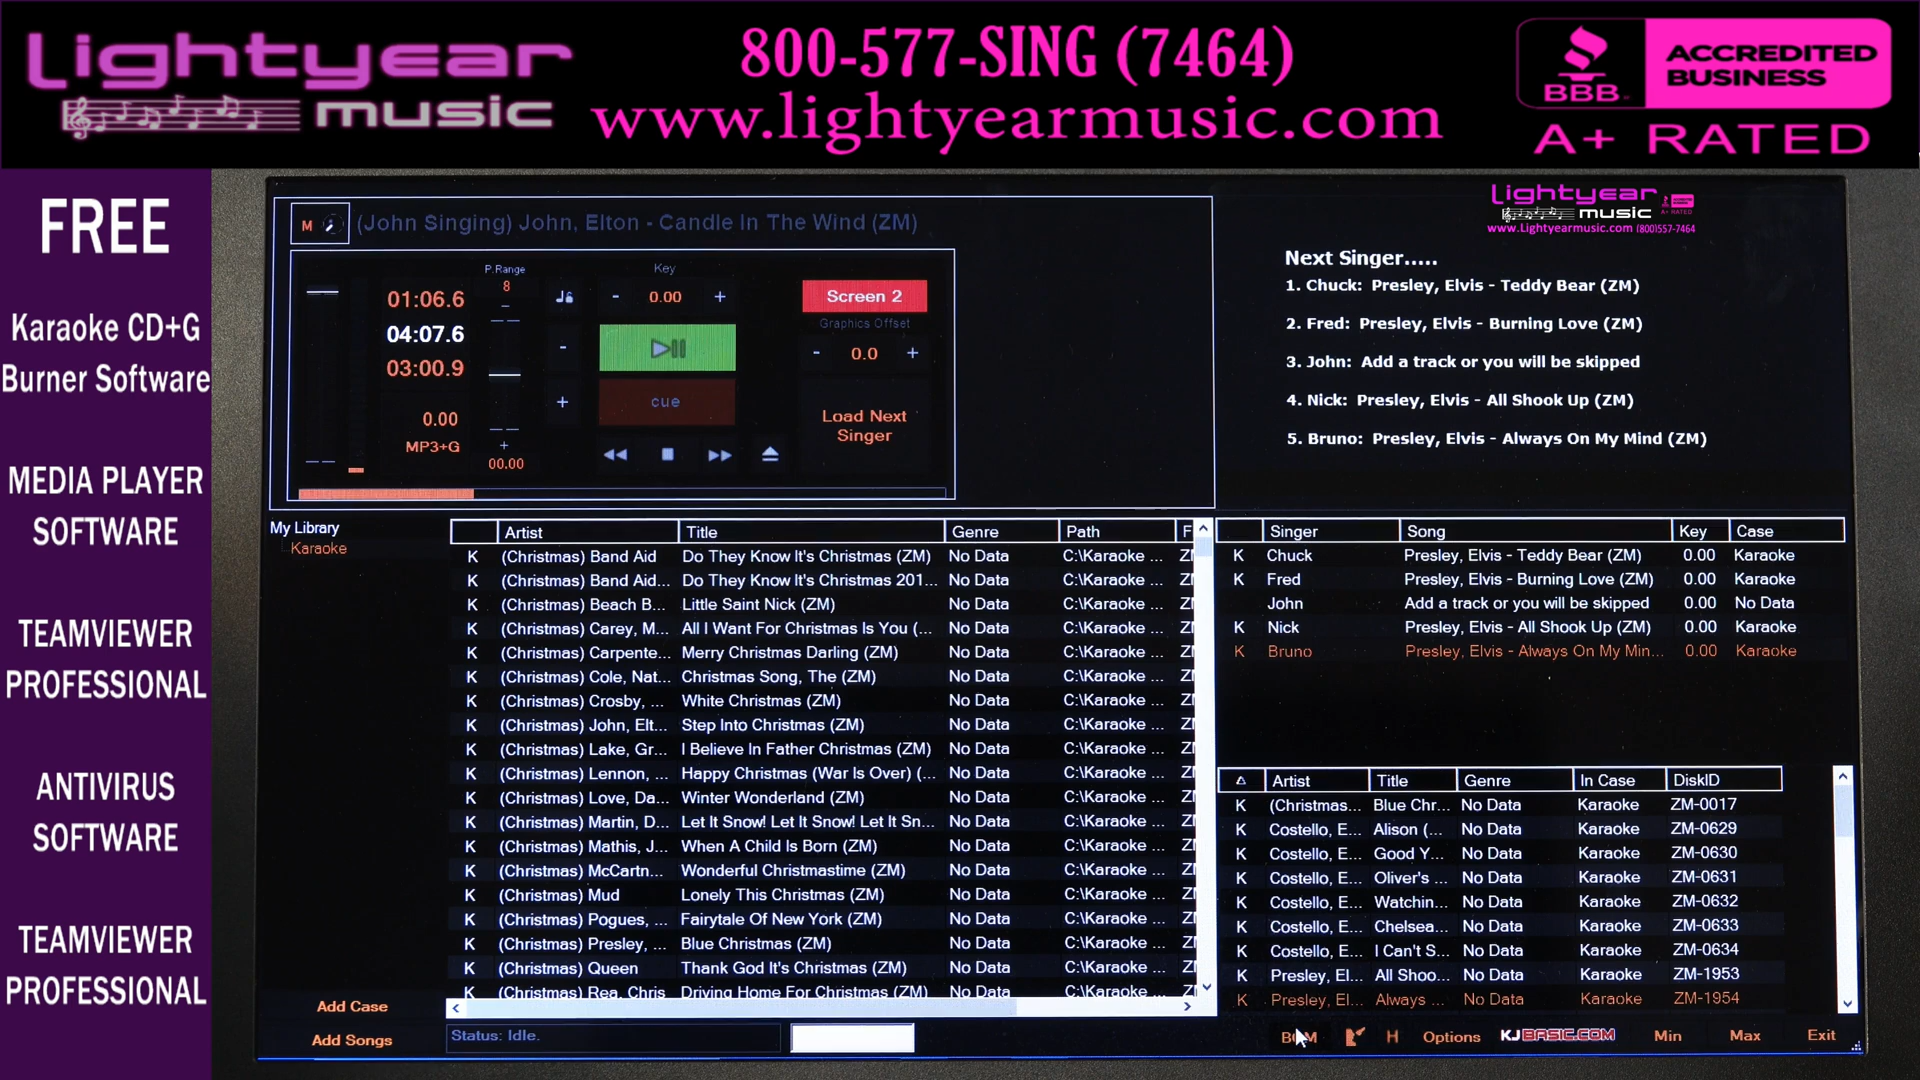 Lightyear music
800-577-SING (7464)
www.lightyearmusic.com
BBB
ACCREDITED
BUSINESS
A+ RATED
FREE
Karaoke CD+G
Burner Software
MEDIA PLAYER
SOFTWARE
TEAMVIEWER
PROFESSIONAL
ANTIVIRUS
SOFTWARE
TEAMVIEWER
PROFESSIONAL
M (John Singing) John, Elton - Candle In The Wind (ZM)
P.Range
8
Key
- 0.00 +
01:06.6
04:07.6
03:00.9
0.00
MP3+G
-
+
+
00.00
cue
Screen 2
Graphics Offset
- 0.0 +
Load Next
Singer
Lightyear
music
www.Lightyearmusic.com (800)557-7464
Next Singer.....
1. Chuck: Presley, Elvis - Teddy Bear (ZM)
2. Fred: Presley, Elvis - Burning Love (ZM)
3. John: Add a track or you will be skipped
4. Nick: Presley, Elvis - All Shook Up (ZM)
5. Bruno: Presley, Elvis - Always On My Mind (ZM)
My Library
Karaoke
Artist Title Genre Path F
K (Christmas) Band Aid Do They Know It's Christmas (ZM) No Data C:\Karaoke ...
K (Christmas) Band Aid... Do They Know It's Christmas 201... No Data C:\Karaoke ...
K (Christmas) Beach B... Little Saint Nick (ZM) No Data C:\Karaoke ...
K (Christmas) Carey, M... All I Want For Christmas Is You (... No Data C:\Karaoke ...
K (Christmas) Carpente... Merry Christmas Darling (ZM) No Data C:\Karaoke ...
K (Christmas) Cole, Nat... Christmas Song, The (ZM) No Data C:\Karaoke ...
K (Christmas) Crosby, ... White Christmas (ZM) No Data C:\Karaoke ...
K (Christmas) John, Elt... Step Into Christmas (ZM) No Data C:\Karaoke ...
K (Christmas) Lake, Gr... I Believe In Father Christmas (ZM) No Data C:\Karaoke ...
K (Christmas) Lennon, ... Happy Christmas (War Is Over) (... No Data C:\Karaoke ...
K (Christmas) Love, Da... Winter Wonderland (ZM) No Data C:\Karaoke ...
K (Christmas) Martin, D... Let It Snow! Let It Snow! Let It Sn... No Data C:\Karaoke ...
K (Christmas) Mathis, J... When A Child Is Born (ZM) No Data C:\Karaoke ...
K (Christmas) McCartn... Wonderful Christmastime (ZM) No Data C:\Karaoke ...
K (Christmas) Mud Lonely This Christmas (ZM) No Data C:\Karaoke ...
K (Christmas) Pogues, ... Fairytale Of New York (ZM) No Data C:\Karaoke ...
K (Christmas) Presley, ... Blue Christmas (ZM) No Data C:\Karaoke ...
K (Christmas) Queen Thank God It's Christmas (ZM) No Data C:\Karaoke ...
K (Christmas) Rea, Chris Driving Home For Christmas (ZM) No Data C:\Karaoke ...
Singer Song Key Case
K Chuck Presley, Elvis - Teddy Bear (ZM) 0.00 Karaoke
K Fred Presley, Elvis - Burning Love (ZM) 0.00 Karaoke
John Add a track or you will be skipped 0.00 No Data
K Nick Presley, Elvis - All Shook Up (ZM) 0.00 Karaoke
K Bruno Presley, Elvis - Always On My Min... 0.00 Karaoke
Artist Title Genre In Case DiskID
K (Christmas... Blue Chr... No Data Karaoke ZM-0017
K Costello, E... Alison (... No Data Karaoke ZM-0629
K Costello, E... Good Y... No Data Karaoke ZM-0630
K Costello, E... Oliver's ... No Data Karaoke ZM-0631
K Costello, E... Watchin... No Data Karaoke ZM-0632
K Costello, E... Chelsea... No Data Karaoke ZM-0633
K Costello, E... I Can't S... No Data Karaoke ZM-0634
K Presley, El... All Shoo... No Data Karaoke ZM-1953
K Presley, El... Always ... No Data Karaoke ZM-1954
Add Case
Add Songs
Status: Idle.
BGM H Options KJBASIC.COM Min Max Exit